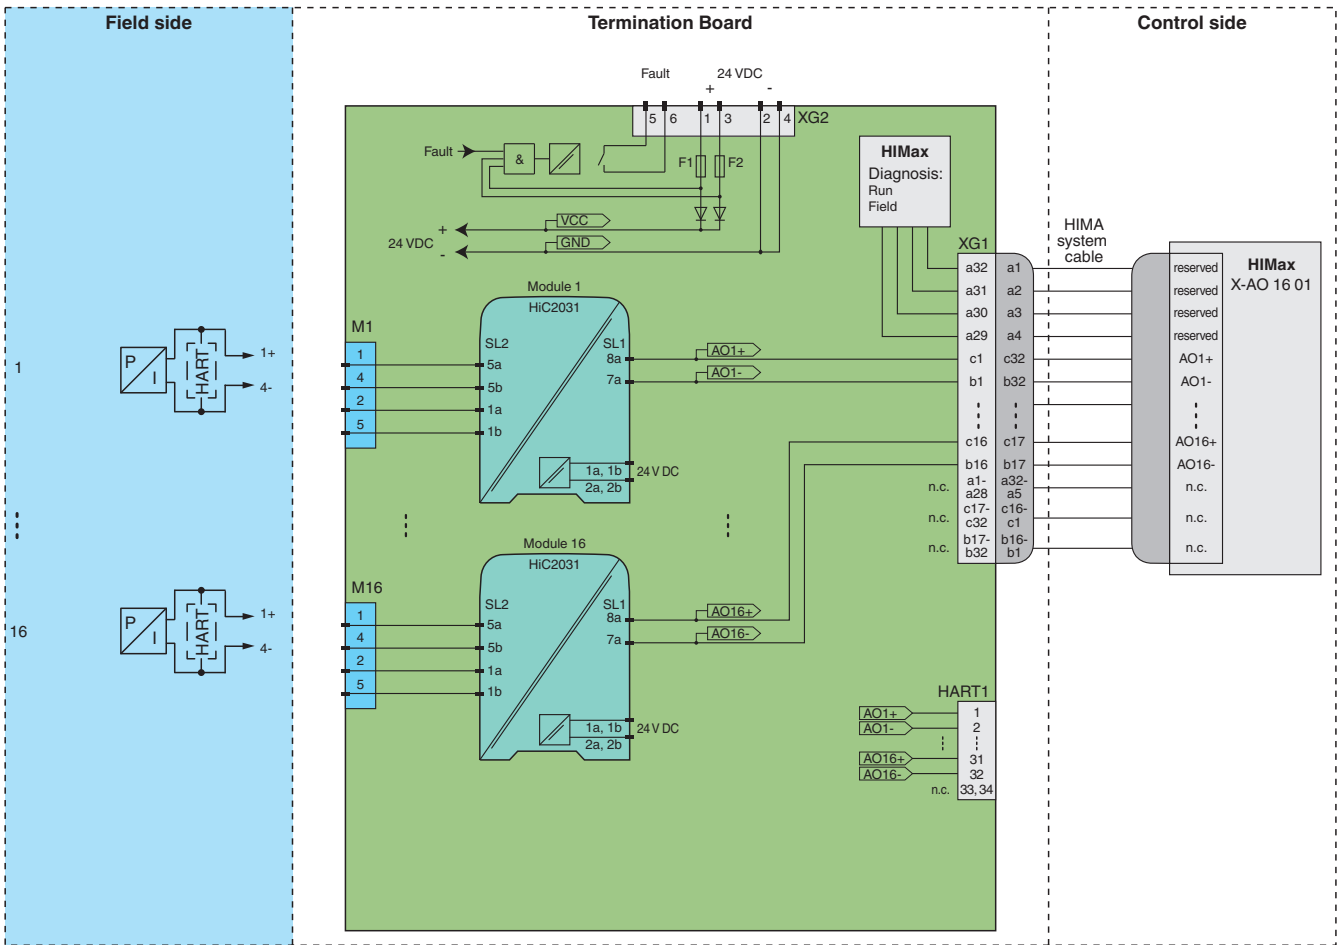 Field side
Termination Board
Control side
Fault 24 VDC
+ -
5 6 1 3 2 4 XG2
Fault
&
F1 F2
VCC
+
24 VDC
-
GND
HIMax
Diagnosis:
Run
Field
HIMA
system
cable
XG1
HIMax
X-AO 16 01
a32 a1 reserved
a31 a2 reserved
a30 a3 reserved
a29 a4 reserved
c1 c32 AO1+
b1 b32 AO1-
c16 c17 AO16+
b16 b17 AO16-
n.c. a1-a28 a32-a5 n.c.
n.c. c17-c32 c16-c1 n.c.
n.c. b17-b32 b16-b1 n.c.
1
P
I
HART
1+
4-
M1
1
4
2
5
Module 1
HiC2031
SL2 SL1
5a 8a
5b 7a
1a
1b
AO1+
AO1-
1a, 1b
2a, 2b
24 V DC
16
P
I
HART
1+
4-
M16
1
4
2
5
Module 16
HiC2031
SL2 SL1
5a 8a
5b 7a
1a
1b
AO16+
AO16-
1a, 1b
2a, 2b
24 V DC
HART1
AO1+ 1
AO1- 2
AO16+ 31
AO16- 32
n.c. 33, 34